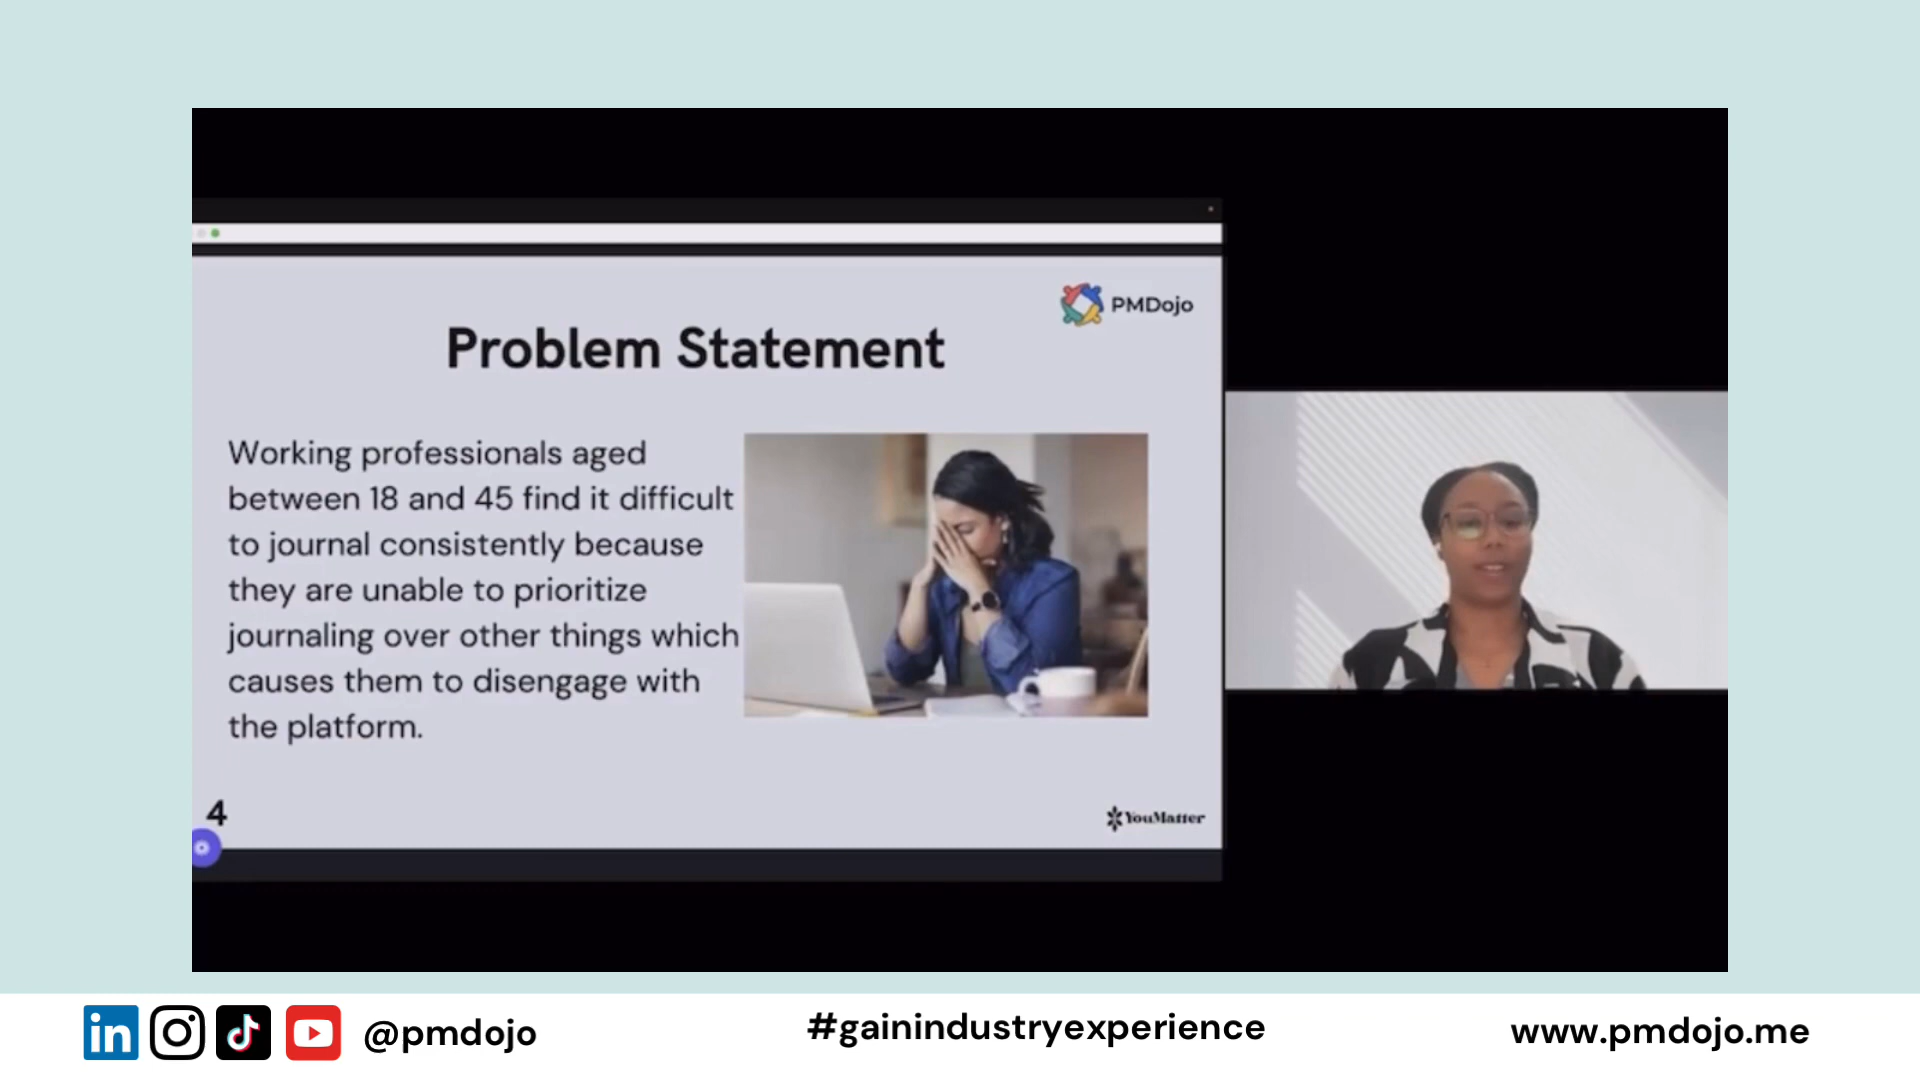 PMDojo
Problem Statement
Working professionals aged
between 18 and 45 find it difficult
to journal consistently because
they are unable to prioritize
journaling over other things which
causes them to disengage with
the platform.
4
YouMatter
in
@pmdojo
#gainindustryexperience
www.pmdojo.me